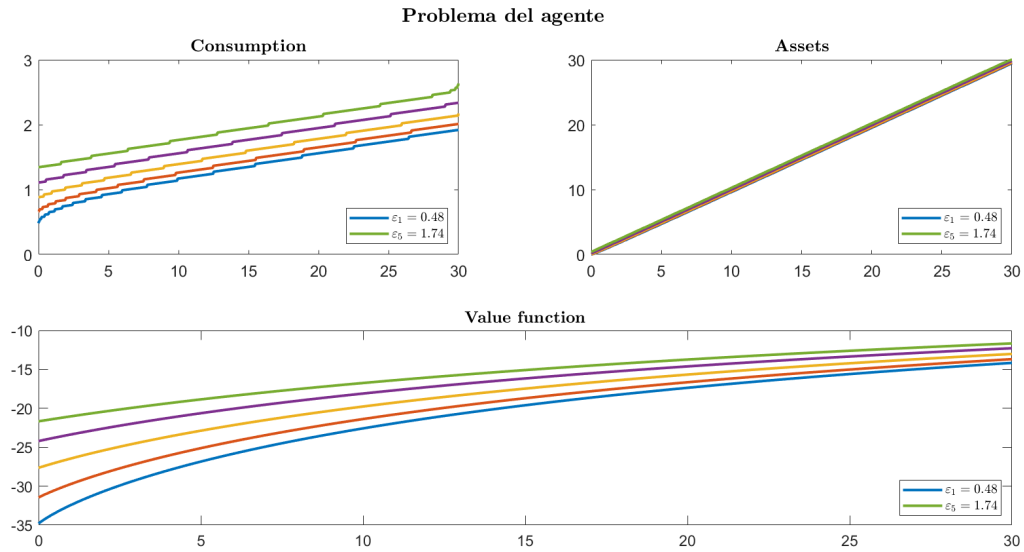 Problema del agente
Consumption
3
2
1
0
0 5 10 15 20 25 30
ε₁ = 0.48
ε₅ = 1.74
Assets
30
20
10
0
0 5 10 15 20 25 30
ε₁ = 0.48
ε₅ = 1.74
Value function
-10
-15
-20
-25
-30
-35
0 5 10 15 20 25 30
ε₁ = 0.48
ε₅ = 1.74